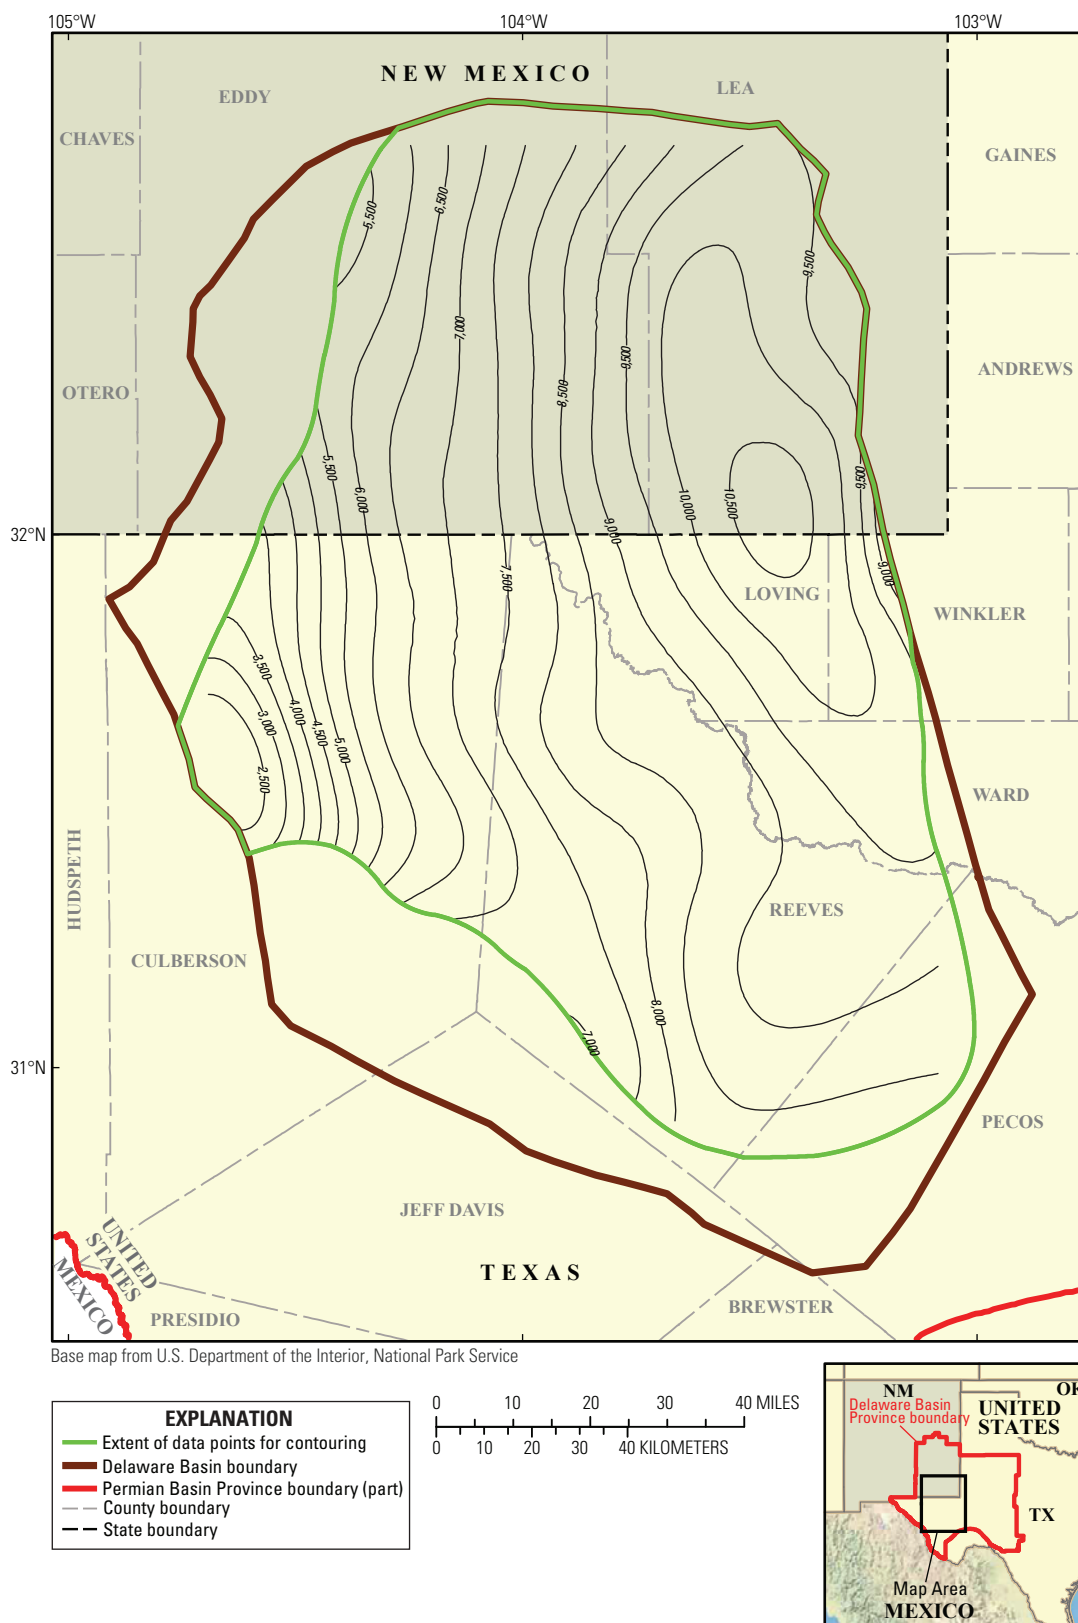 105°W
104°W
103°W
NEW MEXICO
EDDY
LEA
CHAVES
GAINES
5,500
6,500
9,500
7,000
9,500
OTERO
8,500
ANDREWS
5,500
6,000
10,000
10,500
9,500
9,000
32°N
7,500
9,000
LOVING
WINKLER
3,500
4,000
3,000
4,500
5,000
2,500
WARD
HUDSPETH
REEVES
CULBERSON
8,000
7,000
31°N
PECOS
JEFF DAVIS
UNITED
STATES
MEXICO
TEXAS
PRESIDIO
BREWSTER
Base map from U.S. Department of the Interior, National Park Service
EXPLANATION
Extent of data points for contouring
Delaware Basin boundary
Permian Basin Province boundary (part)
County boundary
State boundary
0 10 20 30 40 MILES
0 10 20 30 40 KILOMETERS
NM
OK
Delaware Basin
Province boundary
UNITED
STATES
TX
Map Area
MEXICO